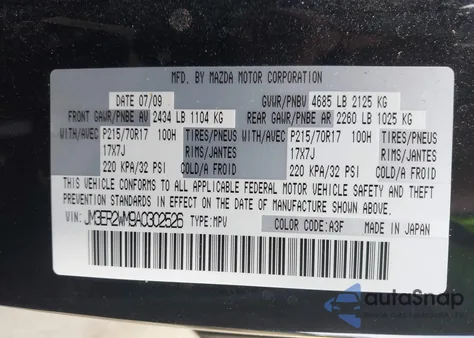 MFD. BY MAZDA MOTOR CORPORATION
DATE 07/09 GVWR/PNBV 4685 LB 2125 KG
FRONT GAWR/PNBE AV 2434 LB 1104 KG REAR GAWR/PNBE AR 2260 LB 1025 KG
WITH/AVEC P215/70R17 100H TIRES/PNEUS WITH/AVEC P215/70R17 100H TIRES/PNEUS
17X7J RIMS/JANTES 17X7J RIMS/JANTES
220 KPA/32 PSI COLD/A FROID 220 KPA/32 PSI COLD/A FROID
THIS VEHICLE CONFORMS TO ALL APPLICABLE FEDERAL MOTOR VEHICLE SAFETY
AND THEFT PREVENTION STANDARDS IN EFFECT ON THE DATE OF MANUFACTURE SHOWN ABOVE.
VIN: JM3ER2WM9A0302526 TYPE: MPV COLOR CODE: A3F MADE IN JAPAN
autoSnap